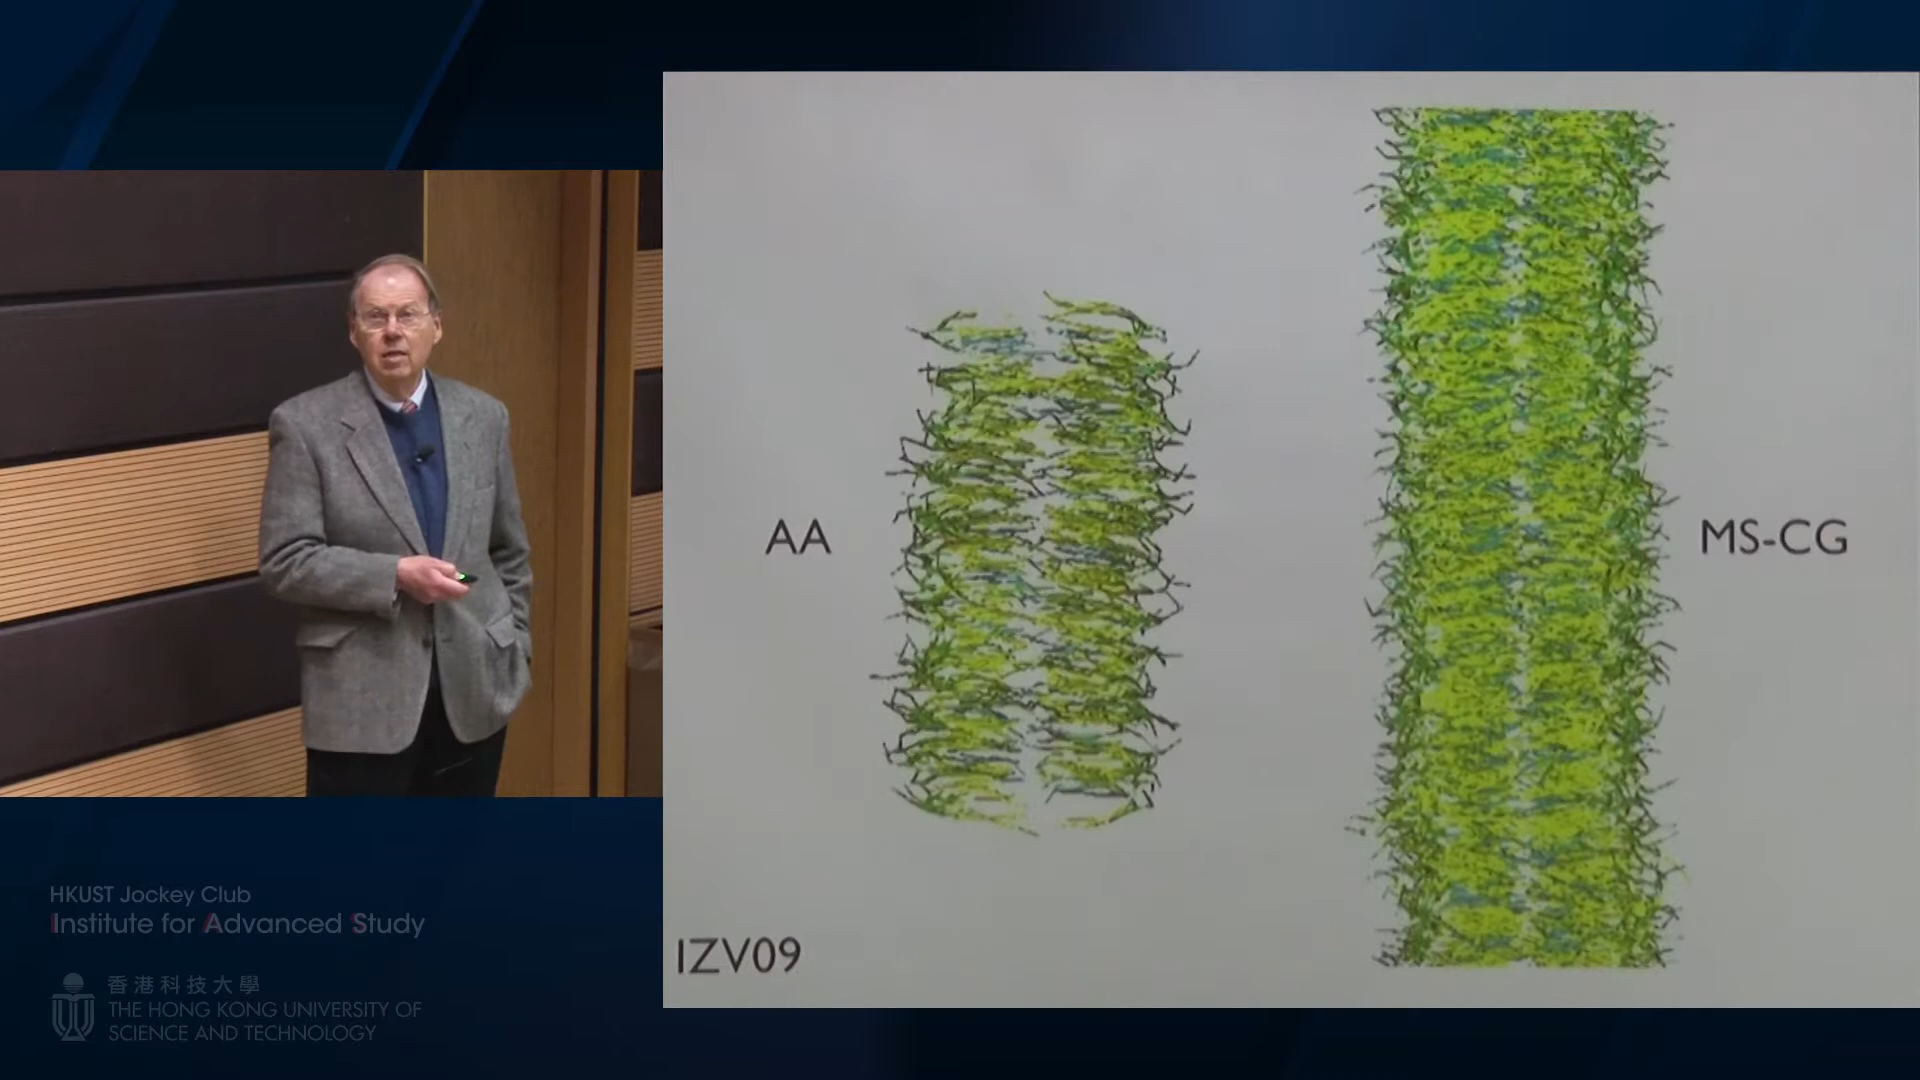 AA
MS-CG
IZV09
HKUST Jockey Club
Institute for Advanced Study
香港科技大學
THE HONG KONG UNIVERSITY OF
SCIENCE AND TECHNOLOGY